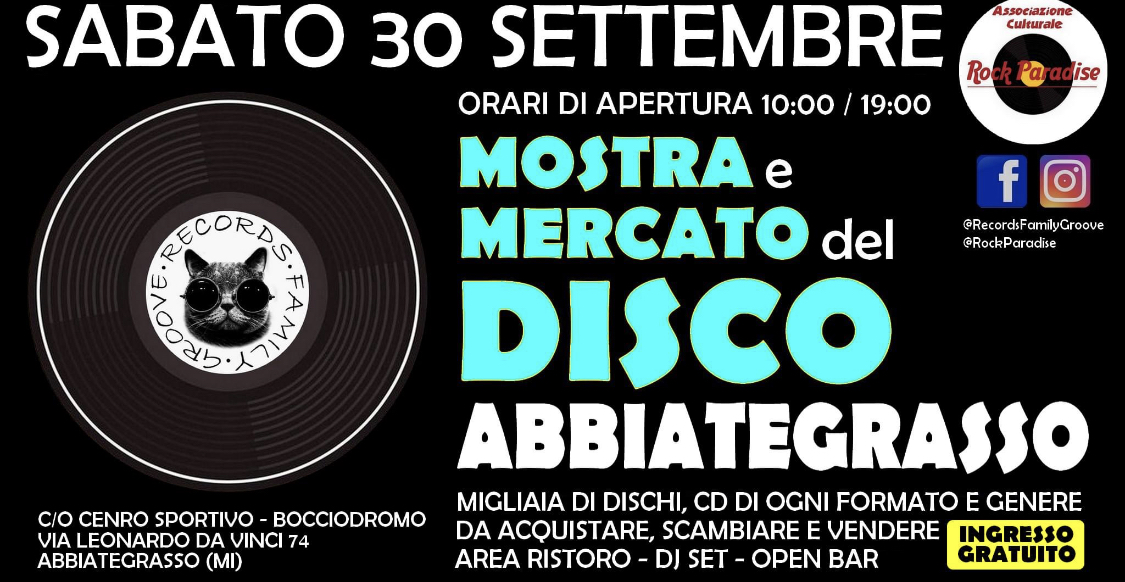 SABATO 30 SETTEMBRE
Associazione
Culturale
Rock Paradise
ORARI DI APERTURA 10:00 / 19:00
MOSTRA e
MERCATO del
DISCO
ABBIATEGRASSO
@RecordsFamilyGroove
@RockParadise
RECORDS · FAMILY · GROOVE ·
MIGLIAIA DI DISCHI, CD DI OGNI FORMATO E GENERE
DA ACQUISTARE, SCAMBIARE E VENDERE
AREA RISTORO - DJ SET - OPEN BAR
INGRESSO
GRATUITO
C/O CENRO SPORTIVO - BOCCIODROMO
VIA LEONARDO DA VINCI 74
ABBIATEGRASSO (MI)